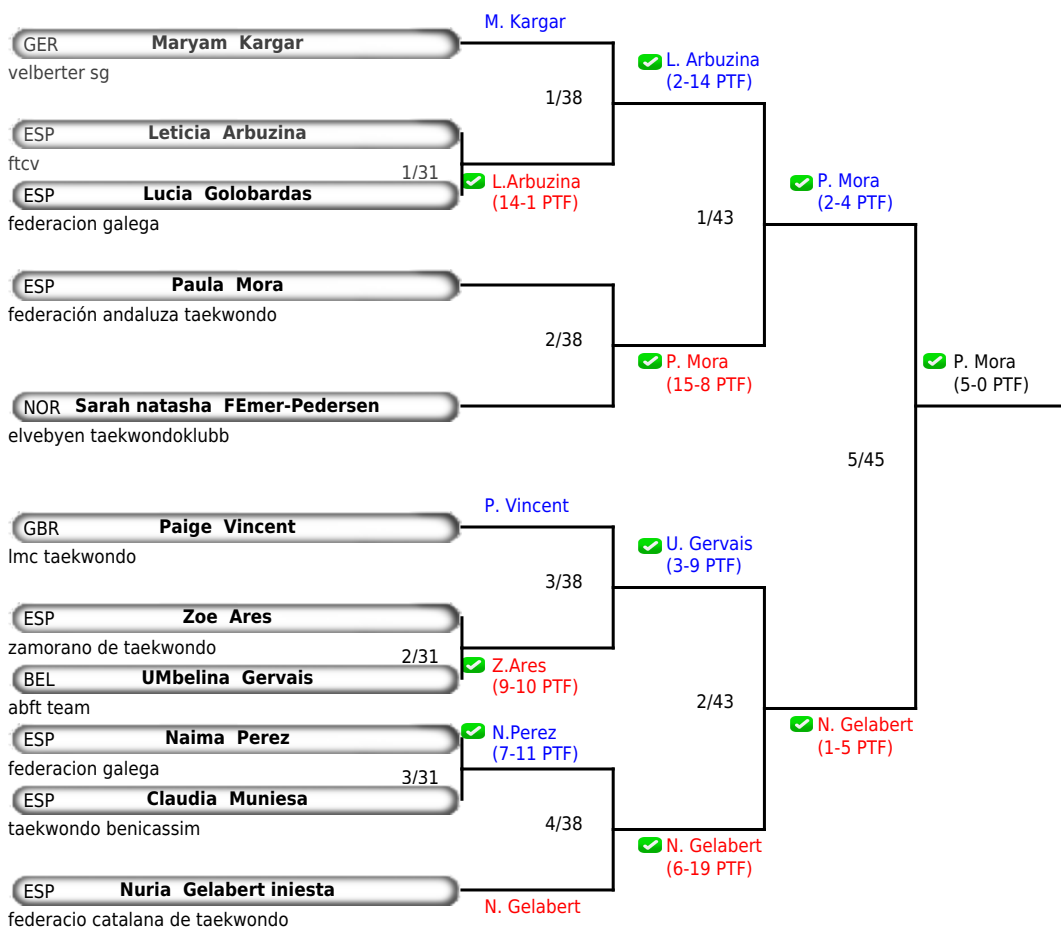 M. Kargar
GER Maryam Kargar
velberter sg
L. Arbuzina
(2-14 PTF)
1/38
ESP Leticia Arbuzina
ftcv
1/31
L.Arbuzina
(14-1 PTF)
ESP Lucia Golobardas
federacion galega
P. Mora
(2-4 PTF)
1/43
ESP Paula Mora
federación andaluza taekwondo
2/38
P. Mora
(15-8 PTF)
P. Mora
(5-0 PTF)
NOR Sarah natasha FEmer-Pedersen
elvebyen taekwondoklubb
5/45
P. Vincent
GBR Paige Vincent
lmc taekwondo
U. Gervais
(3-9 PTF)
3/38
ESP Zoe Ares
zamorano de taekwondo
2/31
Z.Ares
(9-10 PTF)
BEL UMbelina Gervais
abft team
2/43
N. Gelabert
(1-5 PTF)
ESP Naima Perez
federacion galega
N.Perez
(7-11 PTF)
3/31
ESP Claudia Muniesa
taekwondo benicassim
4/38
N. Gelabert
(6-19 PTF)
ESP Nuria Gelabert iniesta
federacio catalana de taekwondo
N. Gelabert